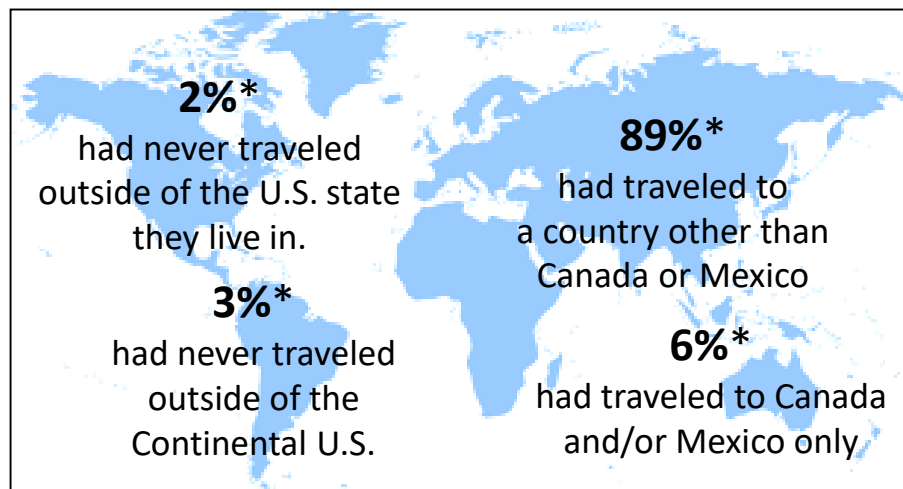 2%*
had never traveled
outside of the U.S. state
they live in.
3%*
had never traveled
outside of the
Continental U.S.
89%*
had traveled to
a country other than
Canada or Mexico
6%*
had traveled to Canada
and/or Mexico only